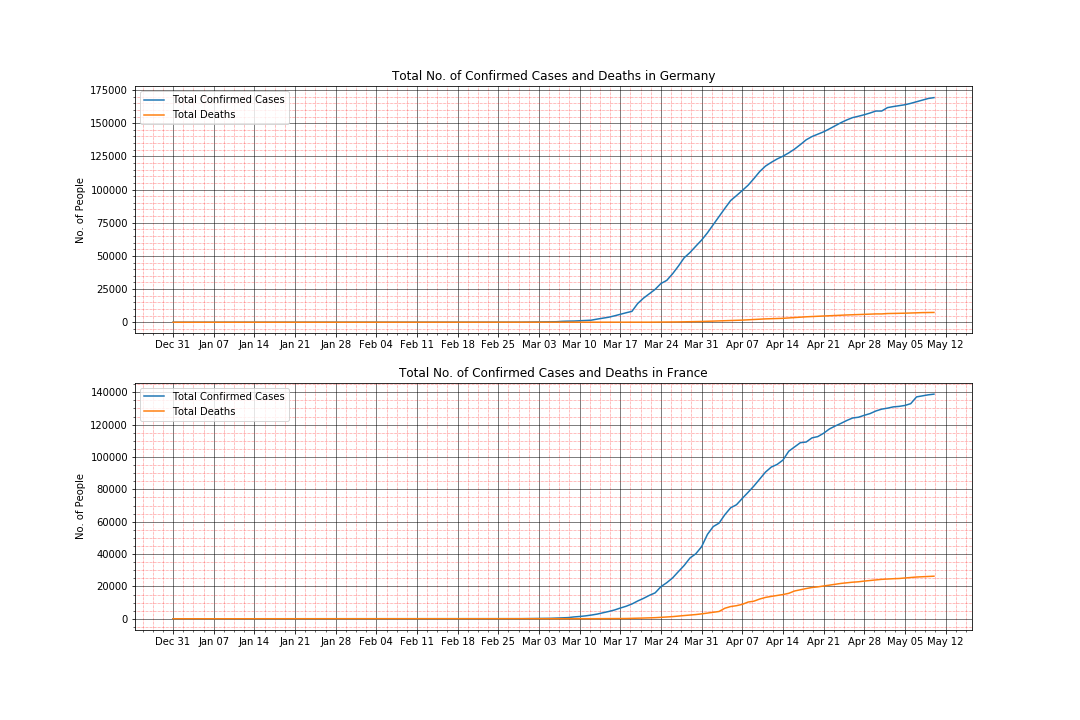 Total No. of Confirmed Cases and Deaths in Germany
175000
150000
125000
100000
75000
50000
25000
0
No. of People
Total Confirmed Cases
Total Deaths
Dec 31 Jan 07 Jan 14 Jan 21 Jan 28 Feb 04 Feb 11 Feb 18 Feb 25 Mar 03 Mar 10 Mar 17 Mar 24 Mar 31 Apr 07 Apr 14 Apr 21 Apr 28 May 05 May 12
Total No. of Confirmed Cases and Deaths in France
140000
120000
100000
80000
60000
40000
20000
0
No. of People
Total Confirmed Cases
Total Deaths
Dec 31 Jan 07 Jan 14 Jan 21 Jan 28 Feb 04 Feb 11 Feb 18 Feb 25 Mar 03 Mar 10 Mar 17 Mar 24 Mar 31 Apr 07 Apr 14 Apr 21 Apr 28 May 05 May 12